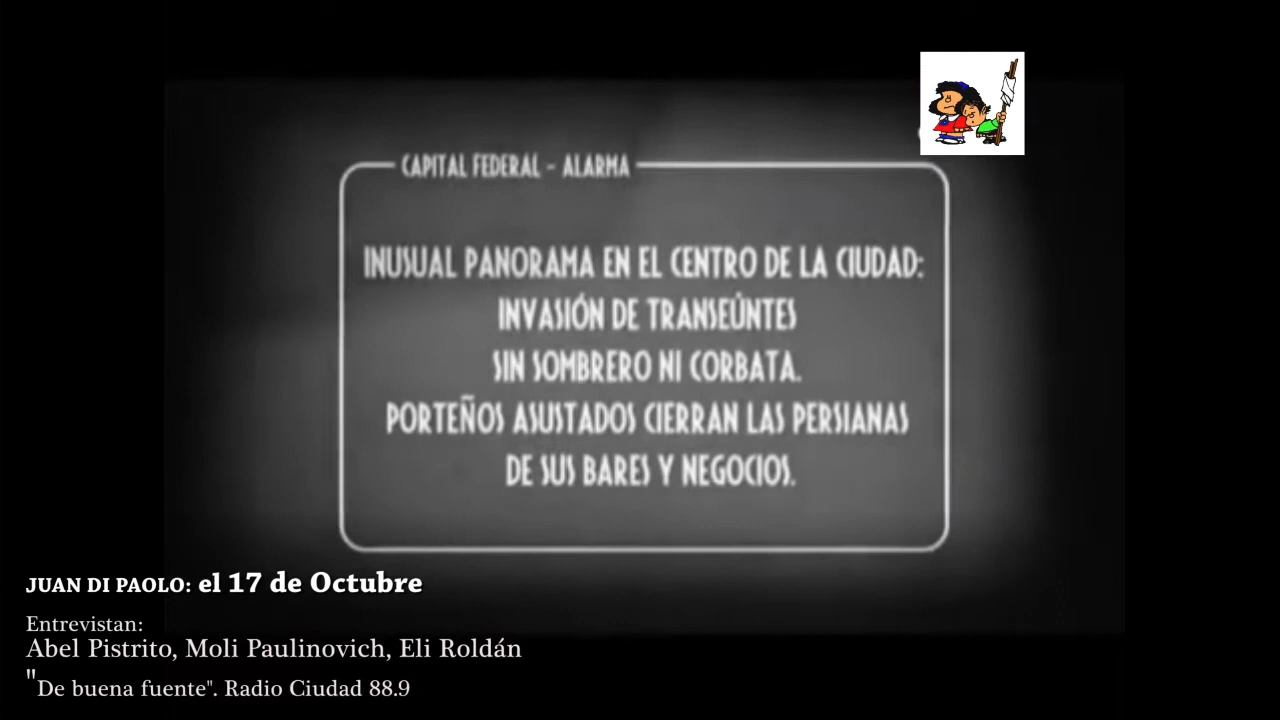 CAPITAL FEDERAL - ALARMA
INUSUAL PANORAMA EN EL CENTRO DE LA CIUDAD:
INVASIÓN DE TRANSEÚNTES
SIN SOMBRERO NI CORBATA.
PORTEÑOS ASUSTADOS CIERRAN LAS PERSIANAS
DE SUS BARES Y NEGOCIOS.
JUAN DI PAOLO: el 17 de Octubre
Entrevistan:
Abel Pistrito, Moli Paulinovich, Eli Roldán
"De buena fuente". Radio Ciudad 88.9